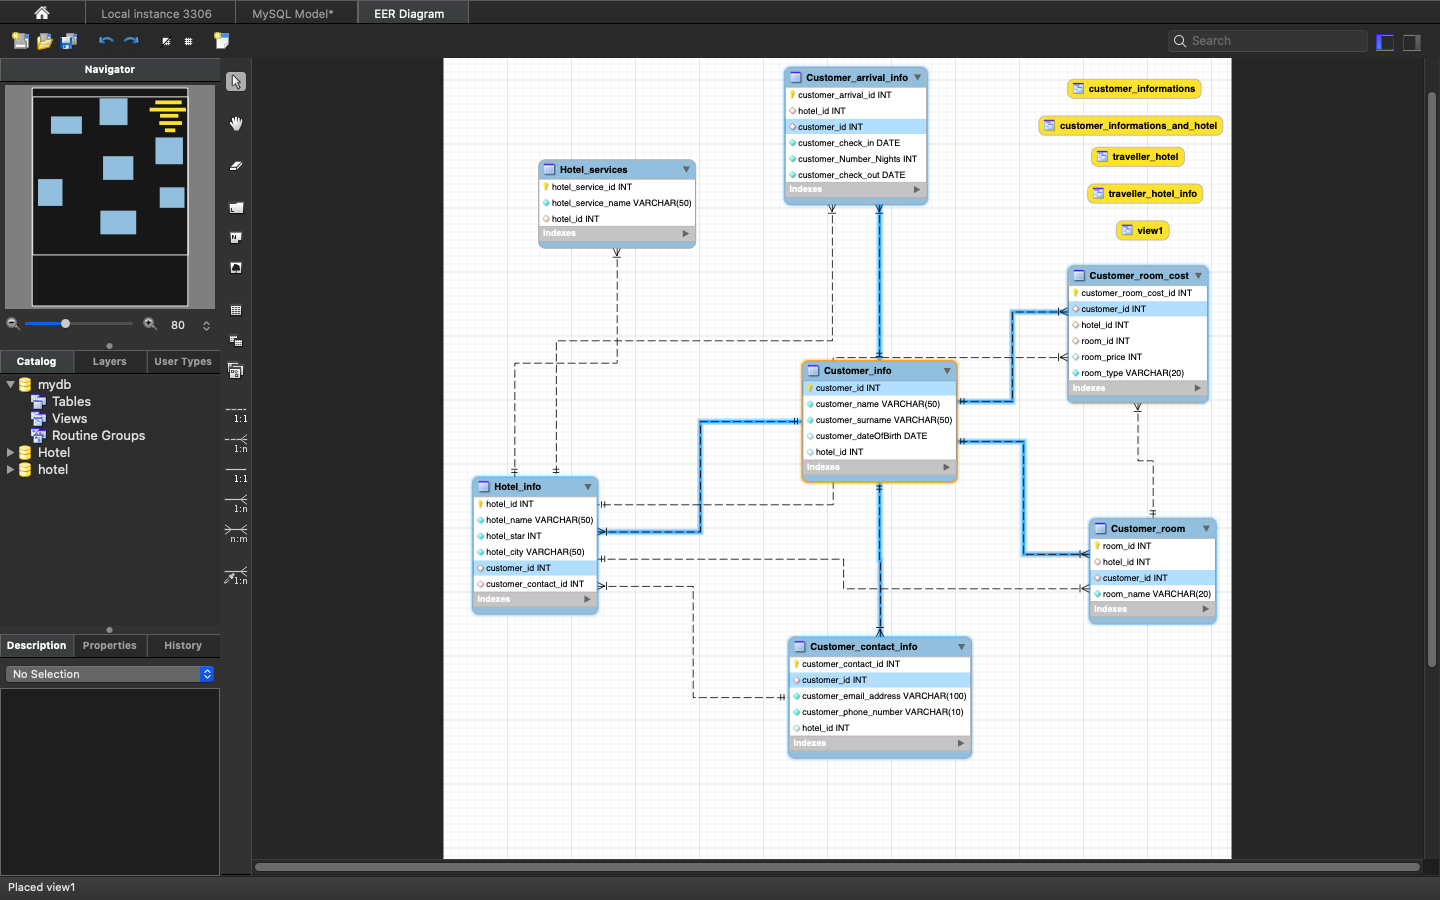 Local instance 3306
MySQL Model*
EER Diagram
Search
Navigator
80
Catalog
Layers
User Types
mydb
Tables
Views
Routine Groups
Hotel
hotel
Description
Properties
History
No Selection
1:1
1:n
1:1
1:n
n:m
1:n
Customer_arrival_info
customer_arrival_id INT
hotel_id INT
customer_id INT
customer_check_in DATE
customer_Number_Nights INT
customer_check_out DATE
Indexes
customer_informations
customer_informations_and_hotel
traveller_hotel
traveller_hotel_info
view1
Hotel_services
hotel_service_id INT
hotel_service_name VARCHAR(50)
hotel_id INT
Indexes
Customer_room_cost
customer_room_cost_id INT
customer_id INT
hotel_id INT
room_id INT
room_price INT
room_type VARCHAR(20)
Indexes
Customer_info
customer_id INT
customer_name VARCHAR(50)
customer_surname VARCHAR(50)
customer_dateOfBirth DATE
hotel_id INT
Indexes
Hotel_info
hotel_id INT
hotel_name VARCHAR(50)
hotel_star INT
hotel_city VARCHAR(50)
customer_id INT
customer_contact_id INT
Indexes
Customer_room
room_id INT
hotel_id INT
customer_id INT
room_name VARCHAR(20)
Indexes
Customer_contact_info
customer_contact_id INT
customer_id INT
customer_email_address VARCHAR(100)
customer_phone_number VARCHAR(10)
hotel_id INT
Indexes
Placed view1